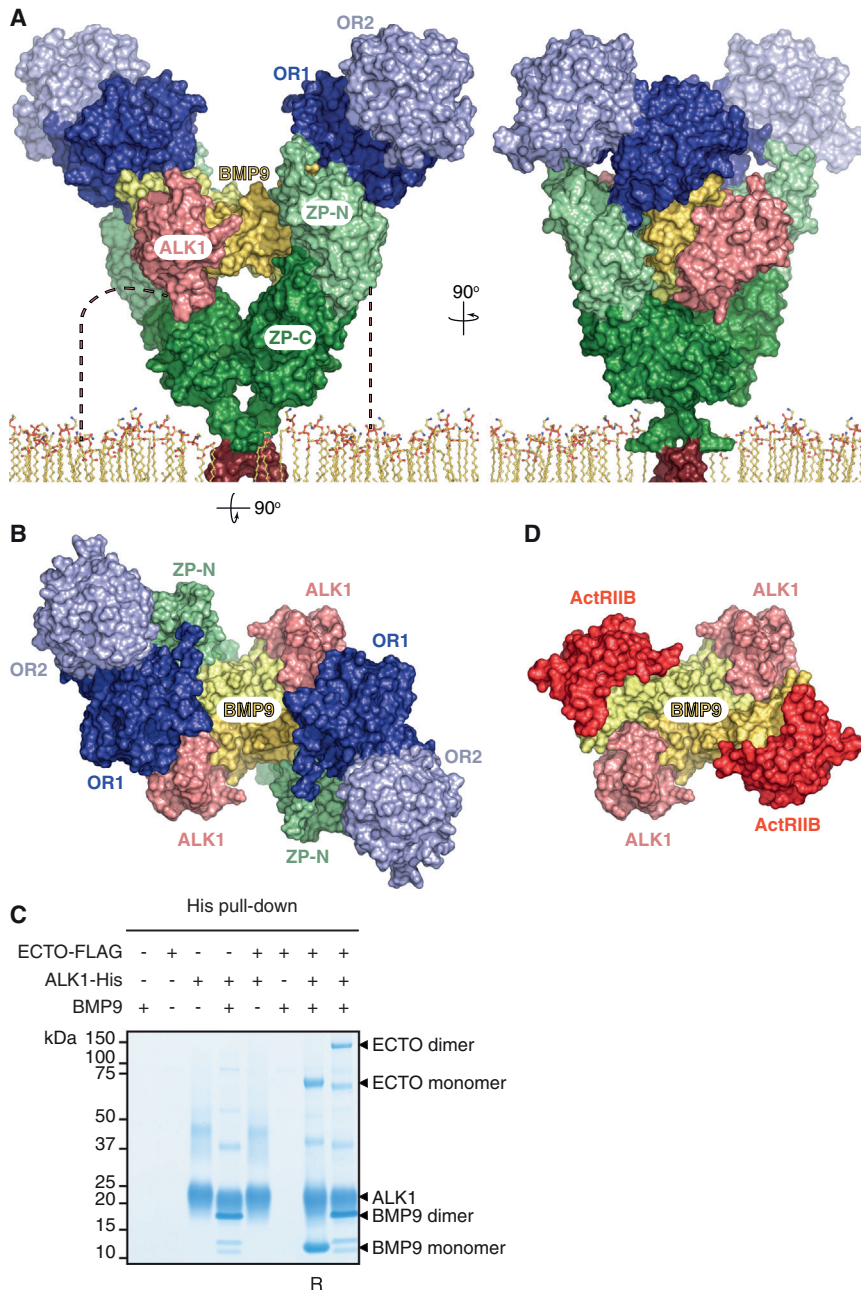 A
OR2
OR1
BMP9
ZP-N
ALK1
ZP-C
90°
90°
B
ZP-N
ALK1
OR1
OR2
BMP9
OR1
OR2
ALK1
ZP-N
D
ALK1
ActRIIB
BMP9
ActRIIB
ALK1
C
His pull-down
ECTO-FLAG - + - - + + + +
ALK1-His - - + + + - + +
BMP9 + - - + - + + +
kDa
150
100
75
50
37
25
20
15
10
ECTO dimer
ECTO monomer
ALK1
BMP9 dimer
BMP9 monomer
R